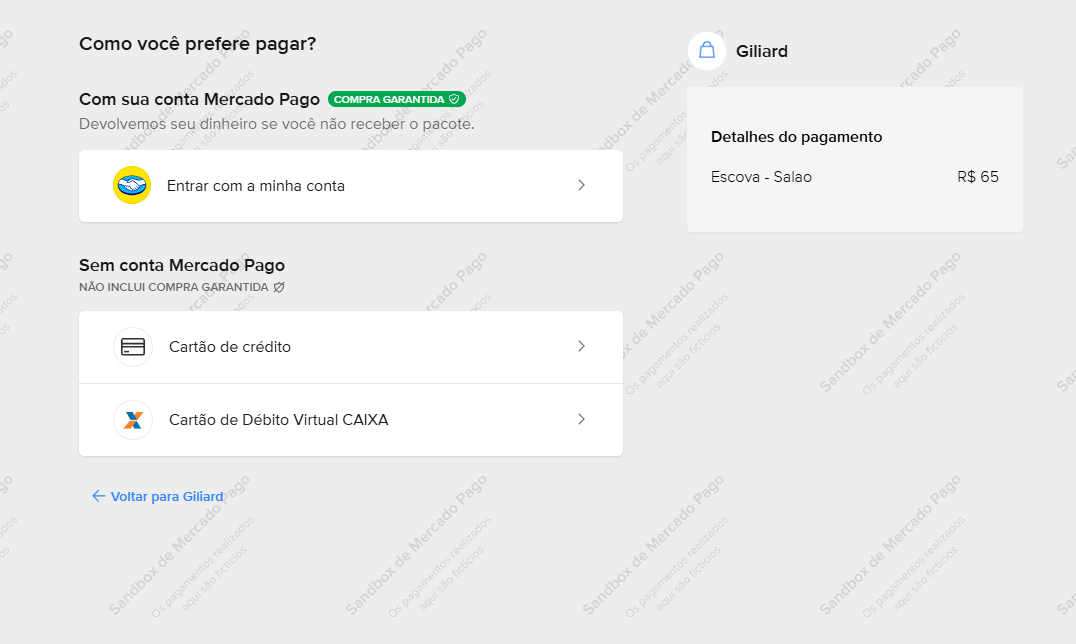 Como você prefere pagar?
Com sua conta Mercado Pago COMPRA GARANTIDA
Devolvemos seu dinheiro se você não receber o pacote.
Entrar com a minha conta
Sem conta Mercado Pago
NÃO INCLUI COMPRA GARANTIDA
Cartão de crédito
Cartão de Débito Virtual CAIXA
Voltar para Giliard
Giliard
Detalhes do pagamento
Escova - Salao R$ 65
Sandbox de Mercado Pago
Os pagamentos realizados
aqui são fictícios